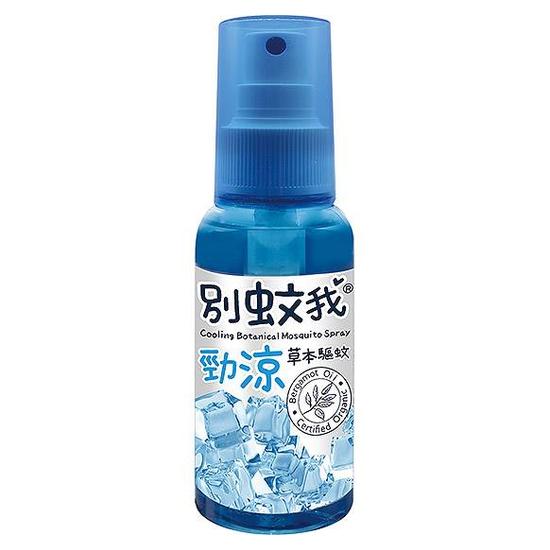 別蚊我®
Cooling Botanical Mosquito Spray
勁涼 草本驅蚊
Bergamot Oil
Certified Organic